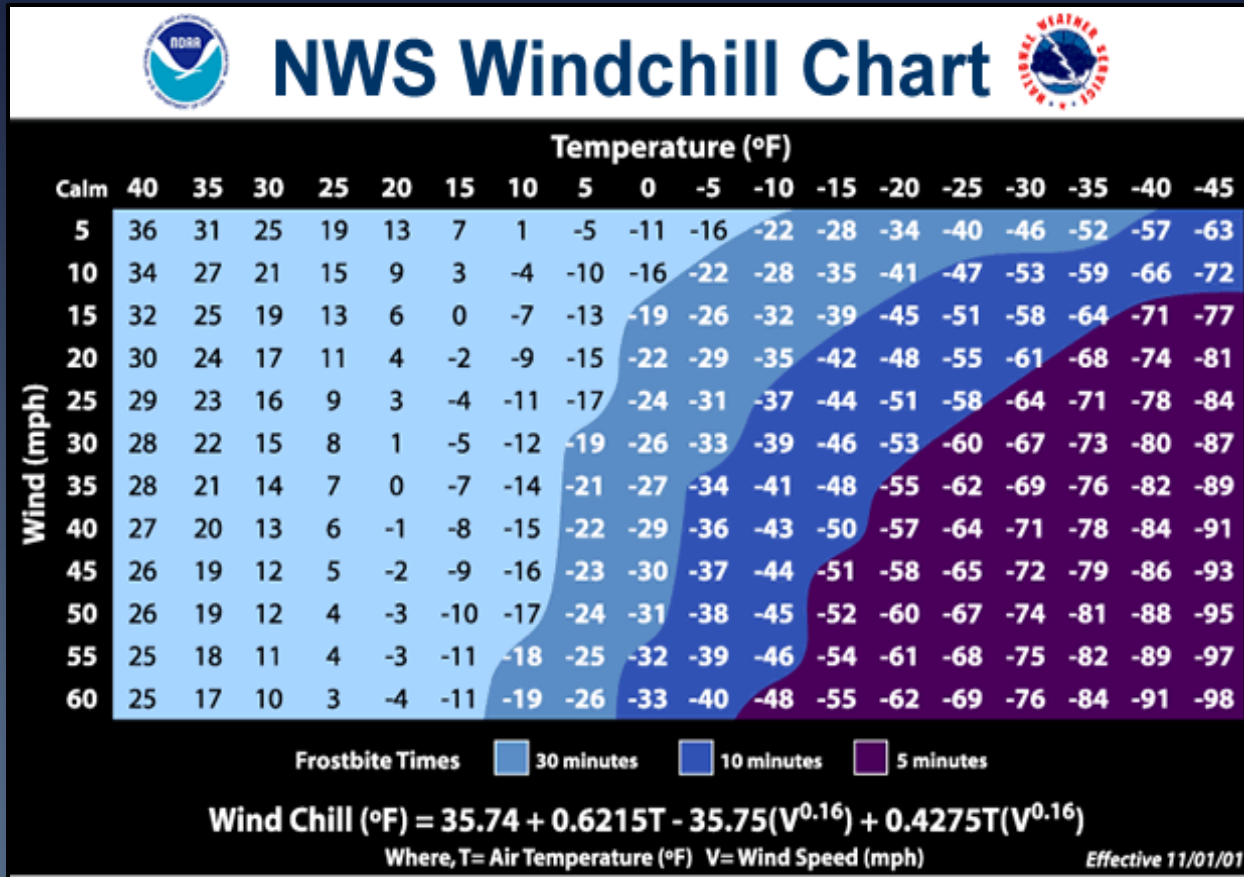 NOAA
NWS Windchill Chart
NATIONAL WEATHER SERVICE
Temperature (ºF)
Calm 40 35 30 25 20 15 10 5 0 -5 -10 -15 -20 -25 -30 -35 -40 -45
Wind (mph)
5 36 31 25 19 13 7 1 -5 -11 -16 -22 -28 -34 -40 -46 -52 -57 -63
10 34 27 21 15 9 3 -4 -10 -16 -22 -28 -35 -41 -47 -53 -59 -66 -72
15 32 25 19 13 6 0 -7 -13 -19 -26 -32 -39 -45 -51 -58 -64 -71 -77
20 30 24 17 11 4 -2 -9 -15 -22 -29 -35 -42 -48 -55 -61 -68 -74 -81
25 29 23 16 9 3 -4 -11 -17 -24 -31 -37 -44 -51 -58 -64 -71 -78 -84
30 28 22 15 8 1 -5 -12 -19 -26 -33 -39 -46 -53 -60 -67 -73 -80 -87
35 28 21 14 7 0 -7 -14 -21 -27 -34 -41 -48 -55 -62 -69 -76 -82 -89
40 27 20 13 6 -1 -8 -15 -22 -29 -36 -43 -50 -57 -64 -71 -78 -84 -91
45 26 19 12 5 -2 -9 -16 -23 -30 -37 -44 -51 -58 -65 -72 -79 -86 -93
50 26 19 12 4 -3 -10 -17 -24 -31 -38 -45 -52 -60 -67 -74 -81 -88 -95
55 25 18 11 4 -3 -11 -18 -25 -32 -39 -46 -54 -61 -68 -75 -82 -89 -97
60 25 17 10 3 -4 -11 -19 -26 -33 -40 -48 -55 -62 -69 -76 -84 -91 -98
Frostbite Times 30 minutes 10 minutes 5 minutes
Wind Chill (ºF) = 35.74 + 0.6215T - 35.75(V^0.16) + 0.4275T(V^0.16)
Where, T= Air Temperature (ºF) V= Wind Speed (mph) Effective 11/01/01